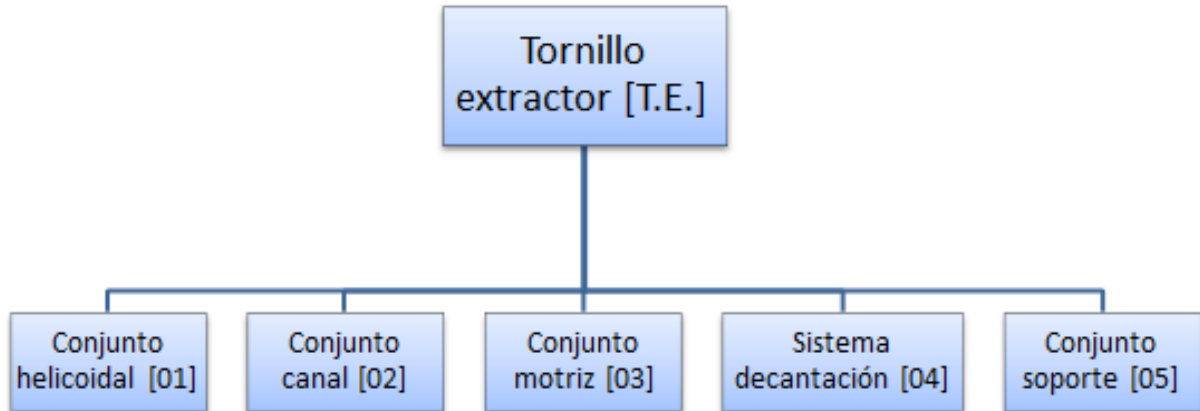 Tornillo
extractor [T.E.]
Conjunto
helicoidal [01]
Conjunto
canal [02]
Conjunto
motriz [03]
Sistema
decantación [04]
Conjunto
soporte [05]